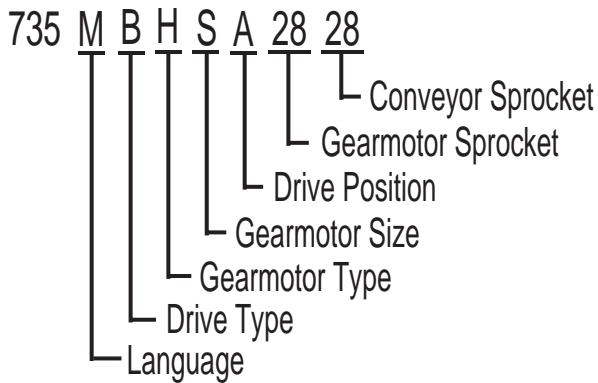 735 M B H S A 28 28
Conveyor Sprocket
Gearmotor Sprocket
Drive Position
Gearmotor Size
Gearmotor Type
Drive Type
Language